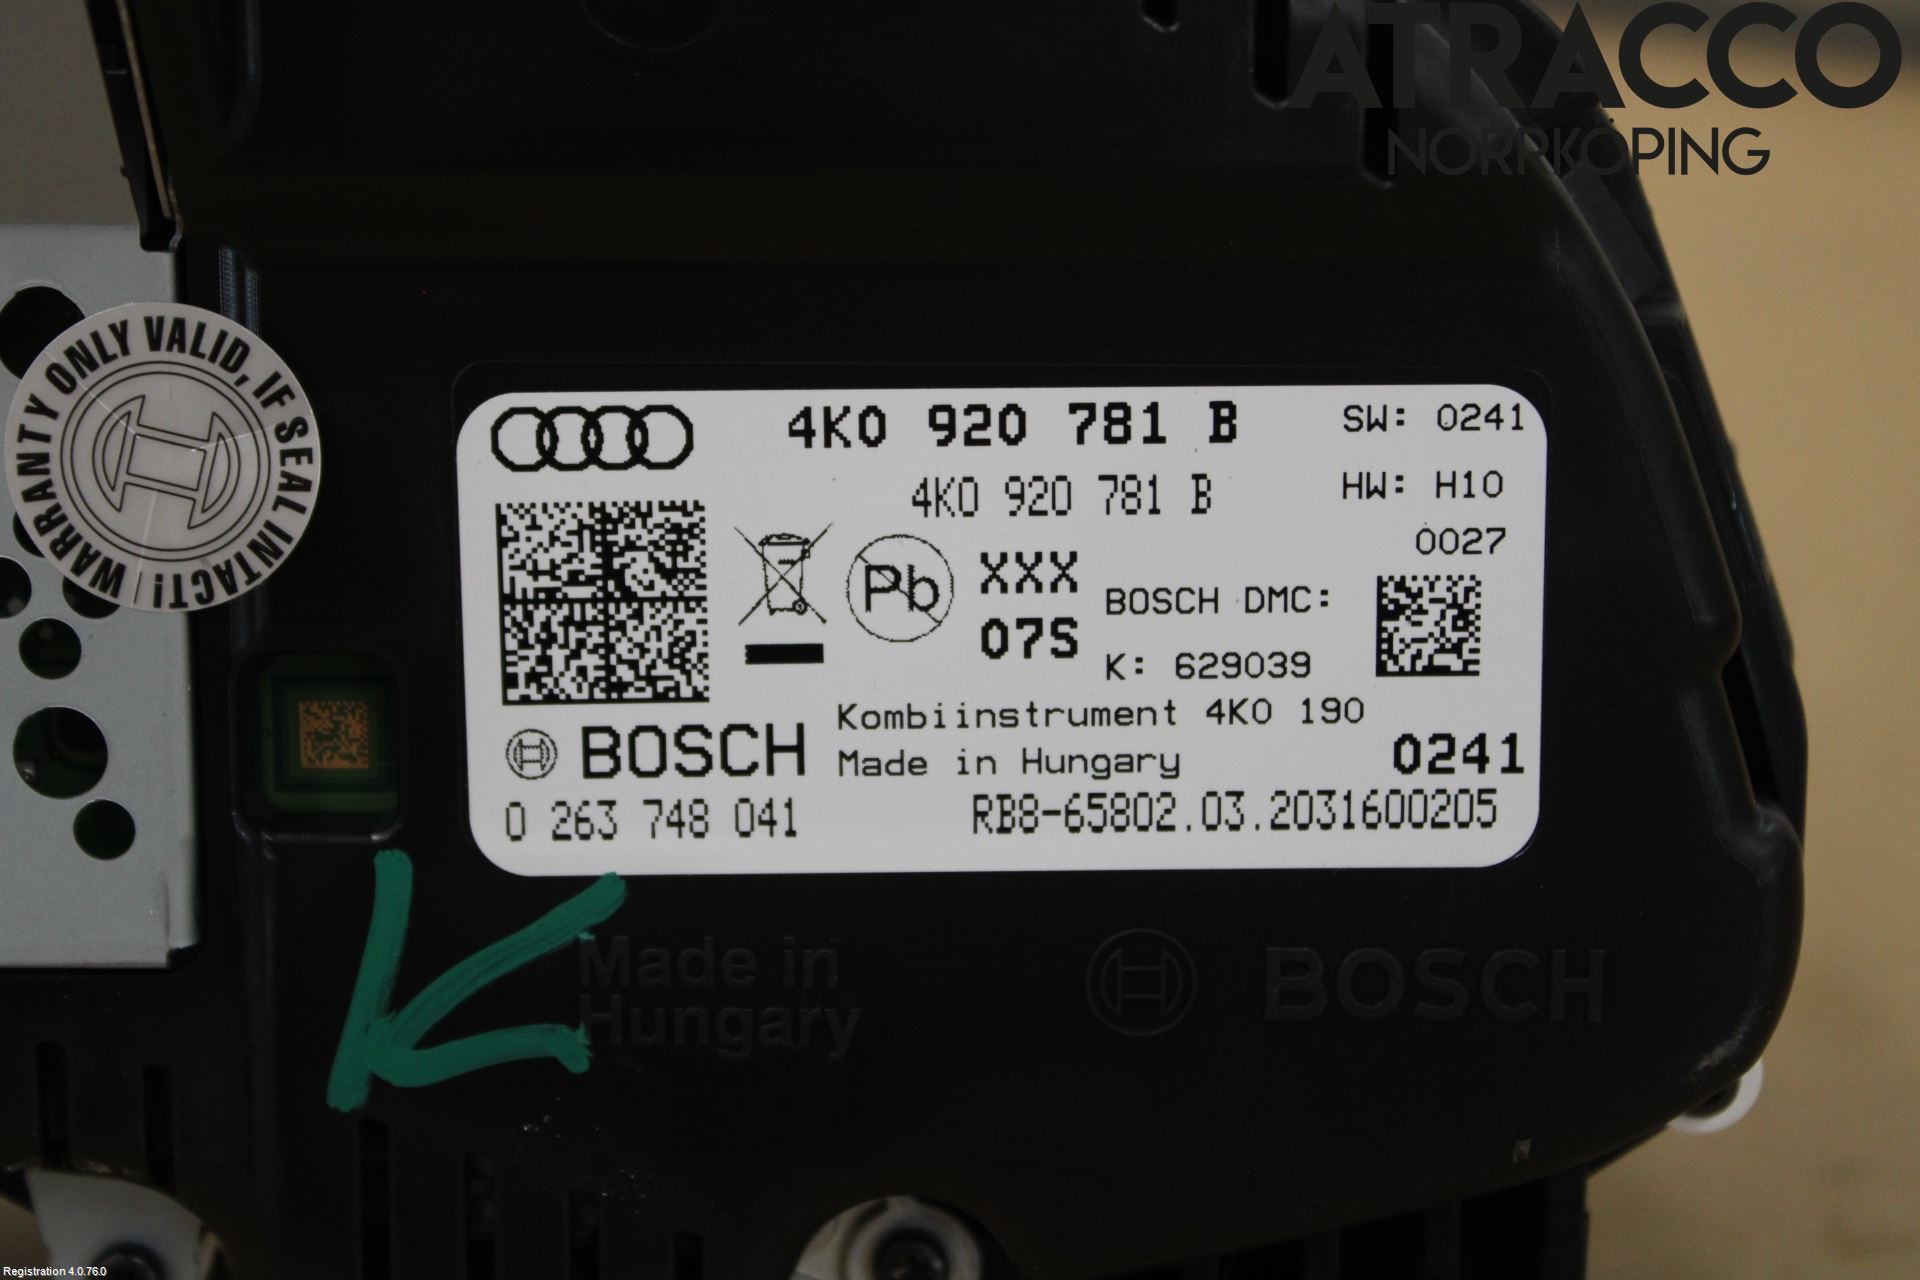 ATRACCO
NORRKÖPING
WARRANTY ONLY VALID, IF SEAL INTACT!
4K0 920 781 B
SW: 0241
4K0 920 781 B
HW: H10
0027
Pb
XXX
07S
BOSCH DMC:
K: 629039
Kombiinstrument 4K0 190
BOSCH
Made in Hungary
0241
0 263 748 041
RB8-65802.03.2031600205
Made in
Hungary
BOSCH
K
Registration 4.0.76.0